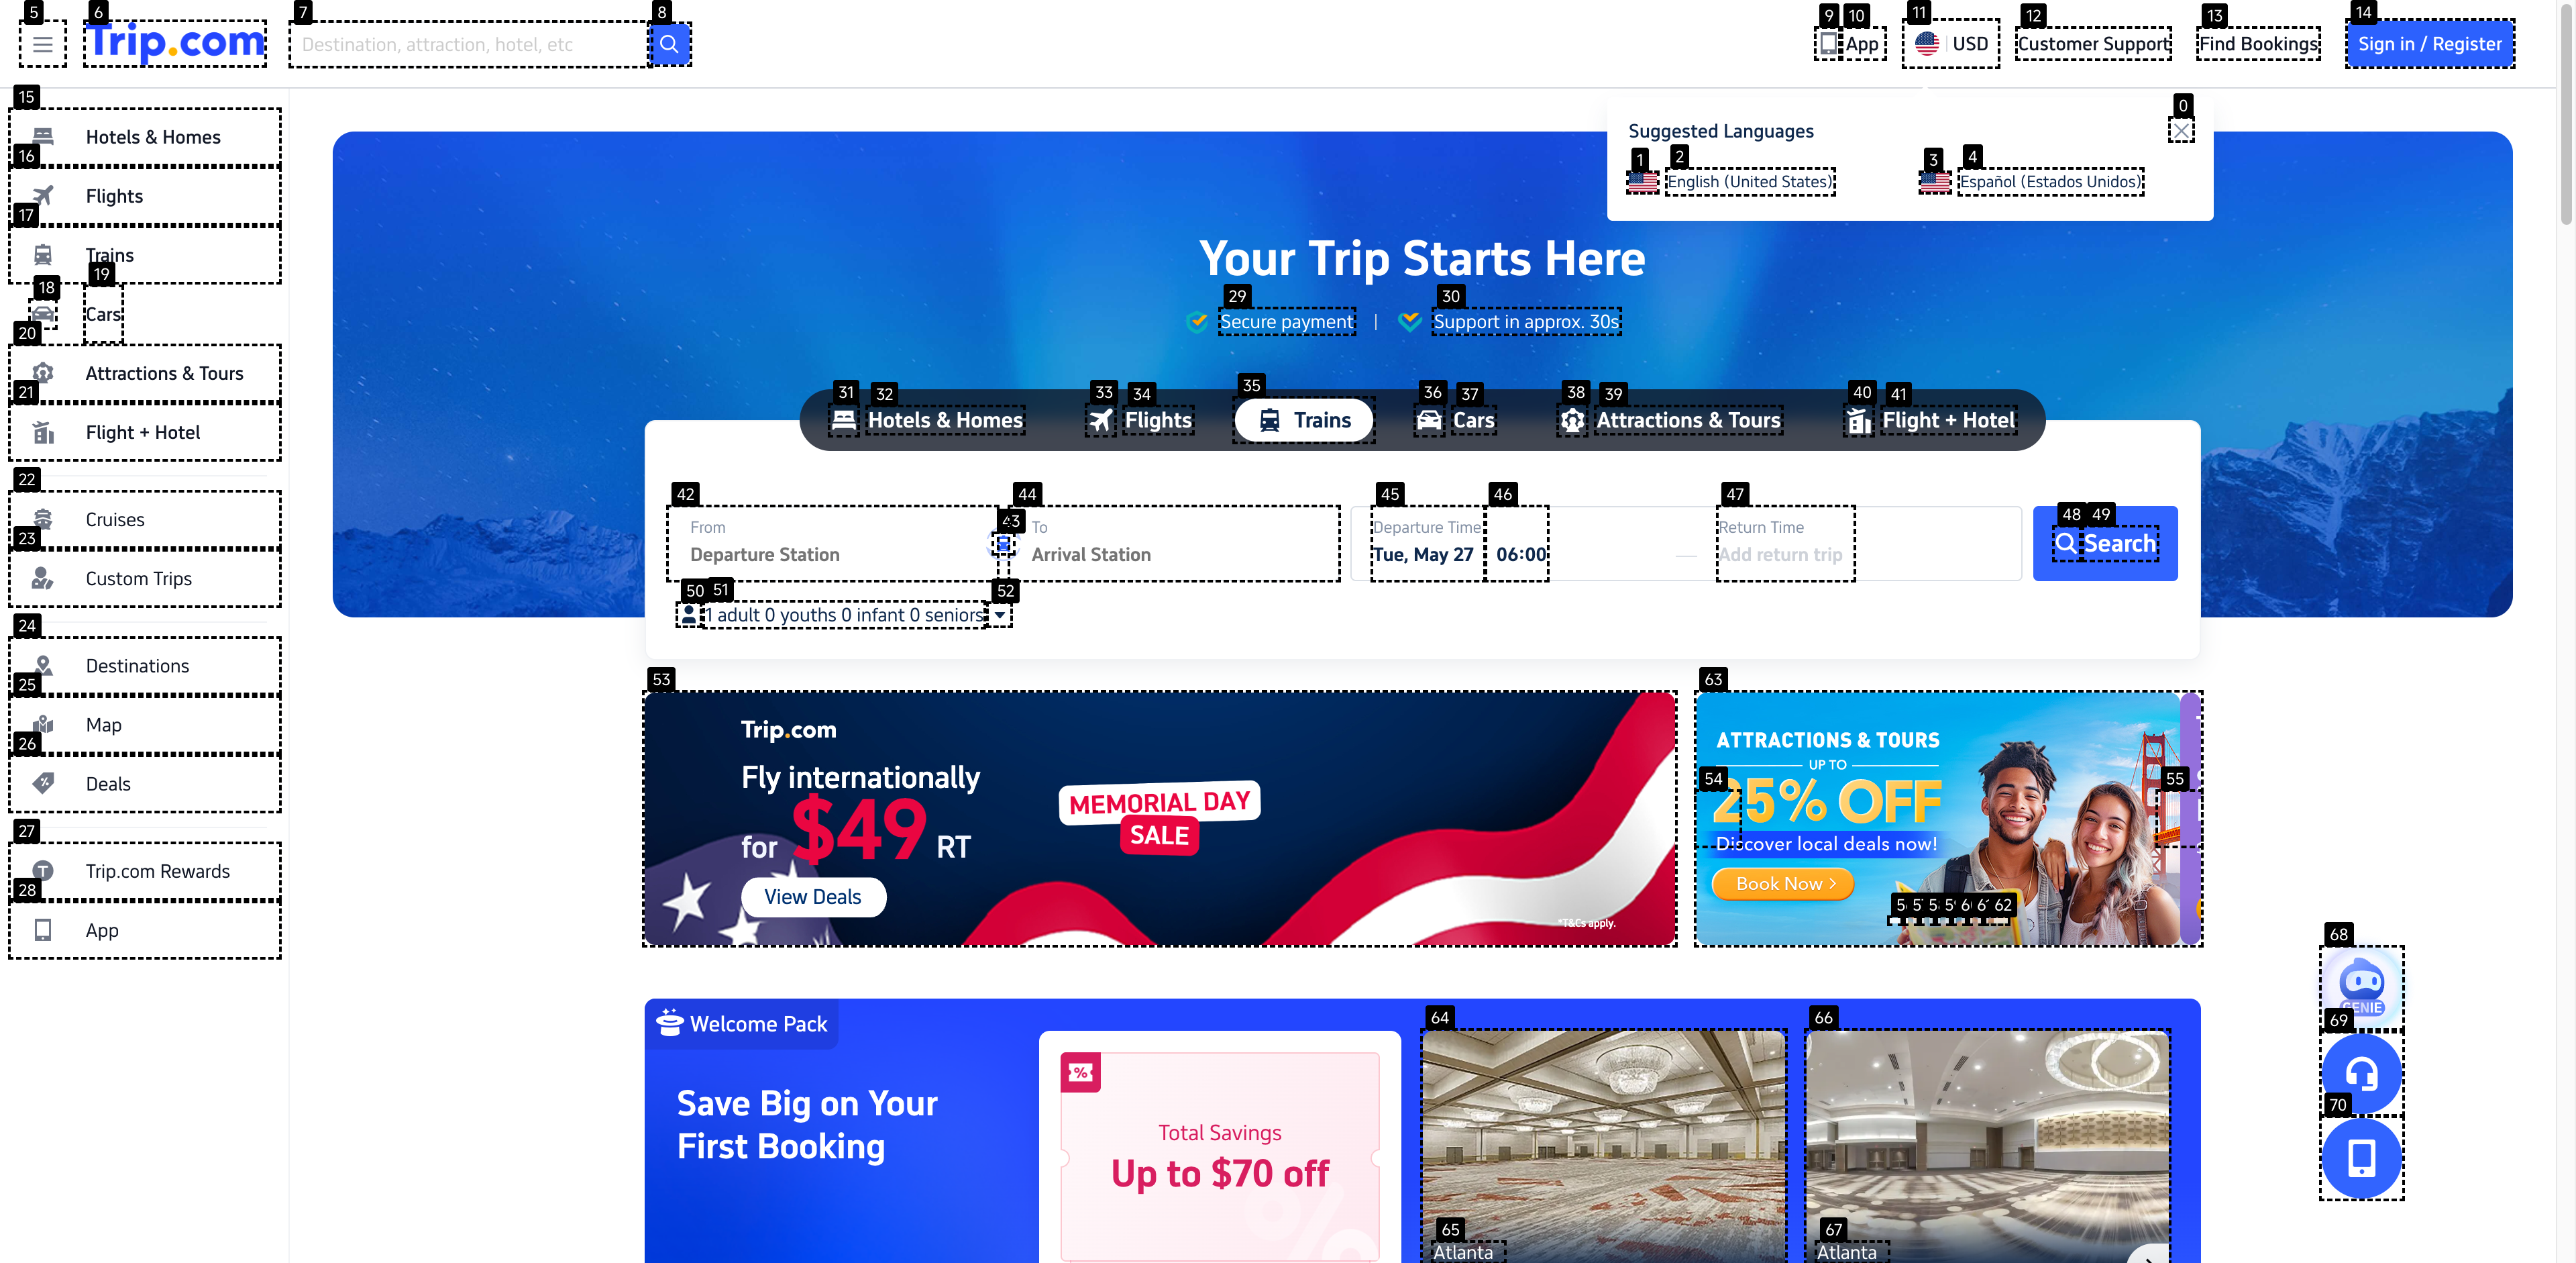 5
6
7
8
9
10
11
12
13
14
Trip.com
Destination, attraction, hotel, etc
App
USD
Customer Support
Find Bookings
Sign in / Register
15
Hotels & Homes
16
Flights
17
Trains
18
19
Cars
20
Attractions & Tours
21
Flight + Hotel
22
Cruises
23
Custom Trips
24
Destinations
25
Map
26
Deals
27
Trip.com Rewards
28
App
0
Suggested Languages
1
2
3
4
English (United States)
Español (Estados Unidos)
Your Trip Starts Here
29
30
Secure payment
Support in approx. 30s
31
32
33
34
35
36
37
38
39
40
41
Hotels & Homes
Flights
Trains
Cars
Attractions & Tours
Flight + Hotel
42
43
44
45
46
47
48
49
From
Departure Station
To
Arrival Station
Departure Time
Tue, May 27
06:00
Return Time
Add return trip
Search
50
51
52
1 adult 0 youths 0 infant 0 seniors
53
Trip.com
Fly internationally
for $49 RT
View Deals
MEMORIAL DAY
SALE
*T&Cs apply.
63
ATTRACTIONS & TOURS
UP TO
54
55
25% OFF
Discover local deals now!
Book Now >
62
68
GENIE
69
70
Welcome Pack
Save Big on Your
First Booking
%
Total Savings
Up to $70 off
64
65
Atlanta
66
67
Atlanta